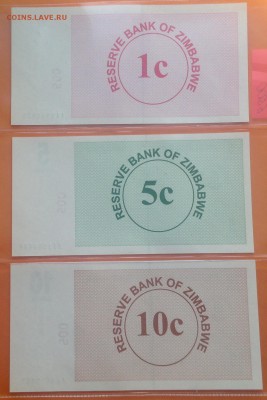 COINS.LAVE.RU
RESERVE BANK OF ZIMBABWE
1c
RESERVE BANK OF ZIMBABWE
5c
RESERVE BANK OF ZIMBABWE
10c